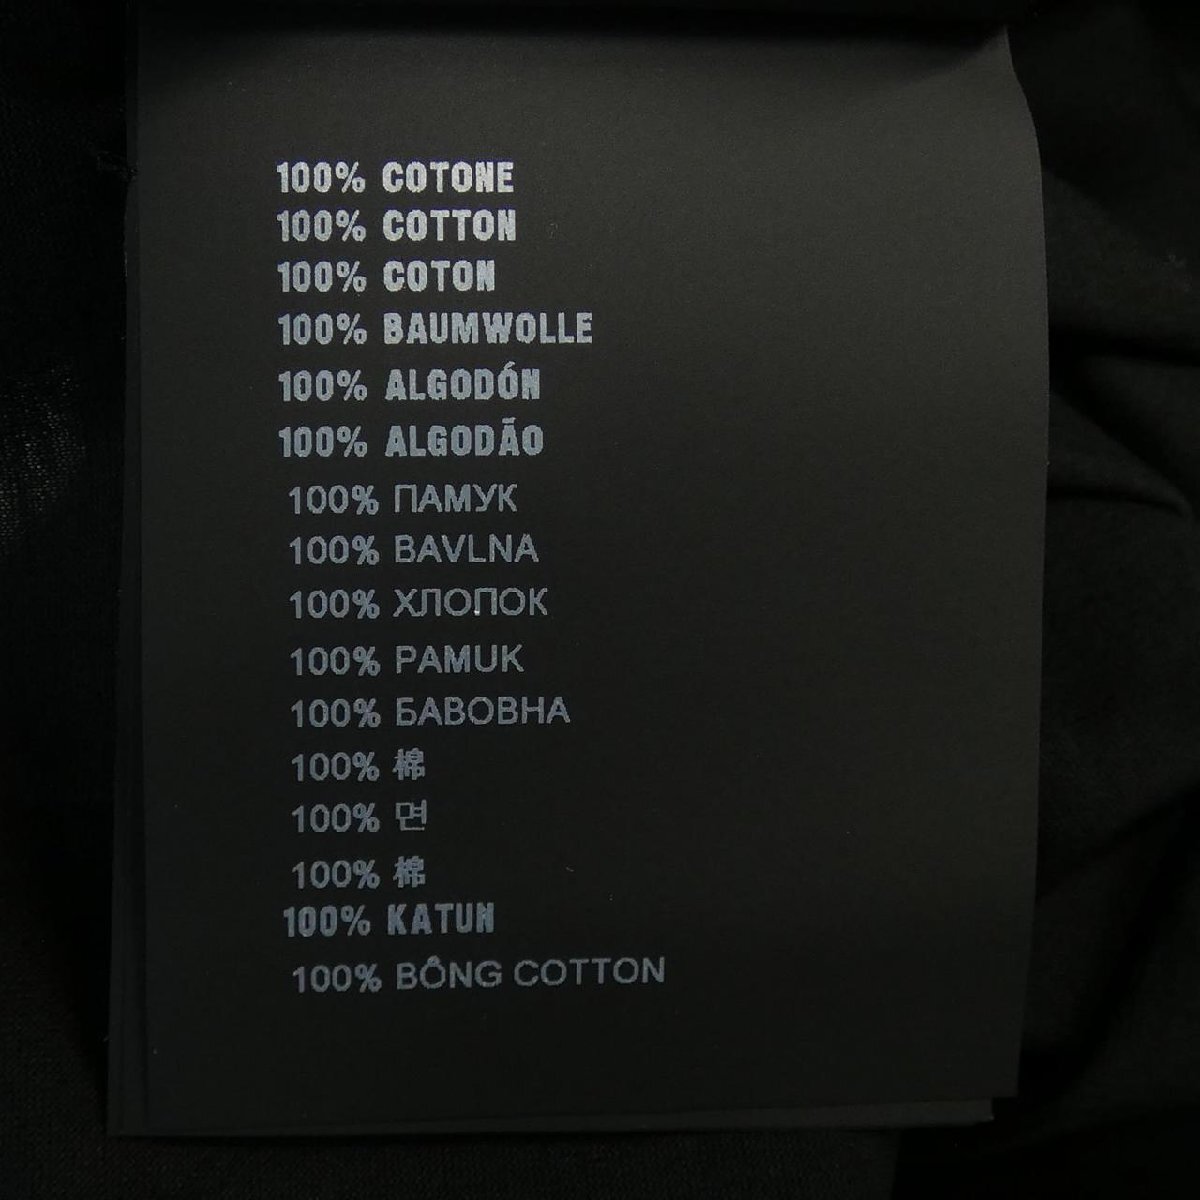 100% COTONE
100% COTTON
100% COTON
100% BAUMWOLLE
100% ALGODÓN
100% ALGODÃO
100% ПАМУК
100% BAVLNA
100% ХЛОПОК
100% PAMUK
100% БАВОВНА
100% 棉
100% 면
100% 棉
100% KATUN
100% BÔNG COTTON